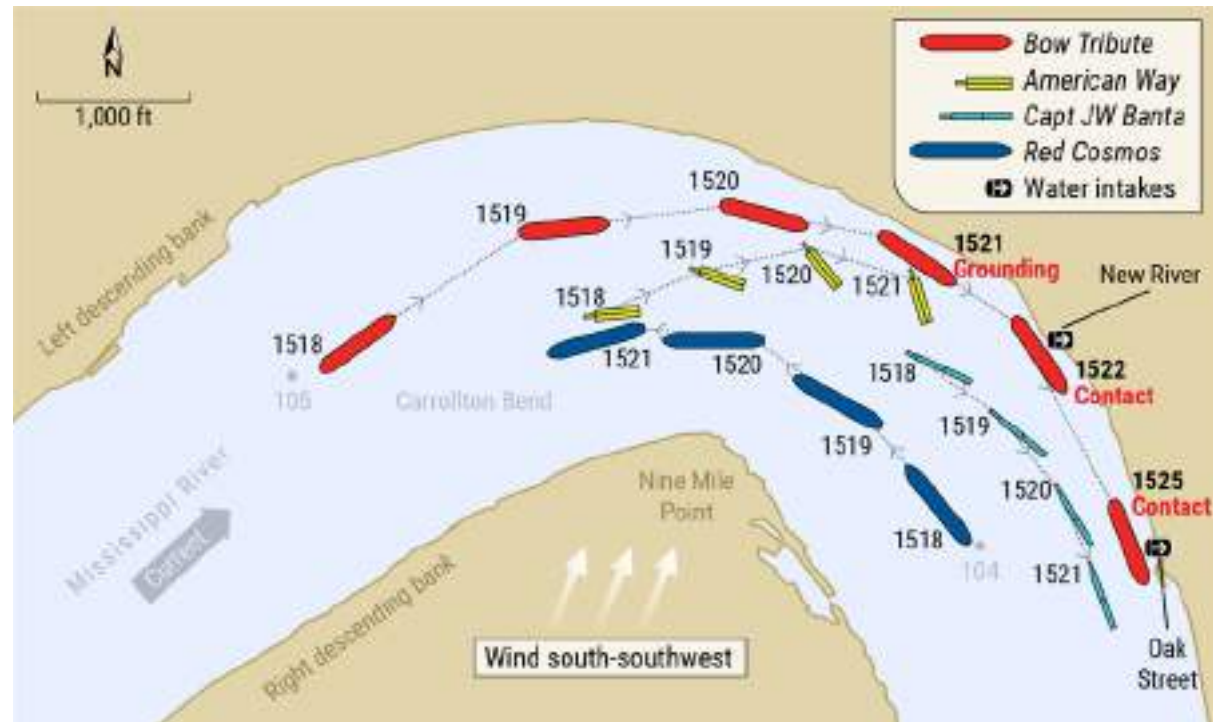 N
1,000 ft
Bow Tribute
American Way
Capt JW Banta
Red Cosmos
Water intakes
Left descending bank
1518
1519
1520
1521
Grounding
New River
1522
Contact
1525
Contact
Oak
Street
1518
1519
1520
1521
1518
1519
1520
1521
1521
1520
1519
1518
105
104
Carrollton Bend
Mississippi River
Current
Nine Mile
Point
Right descending bank
Wind south-southwest